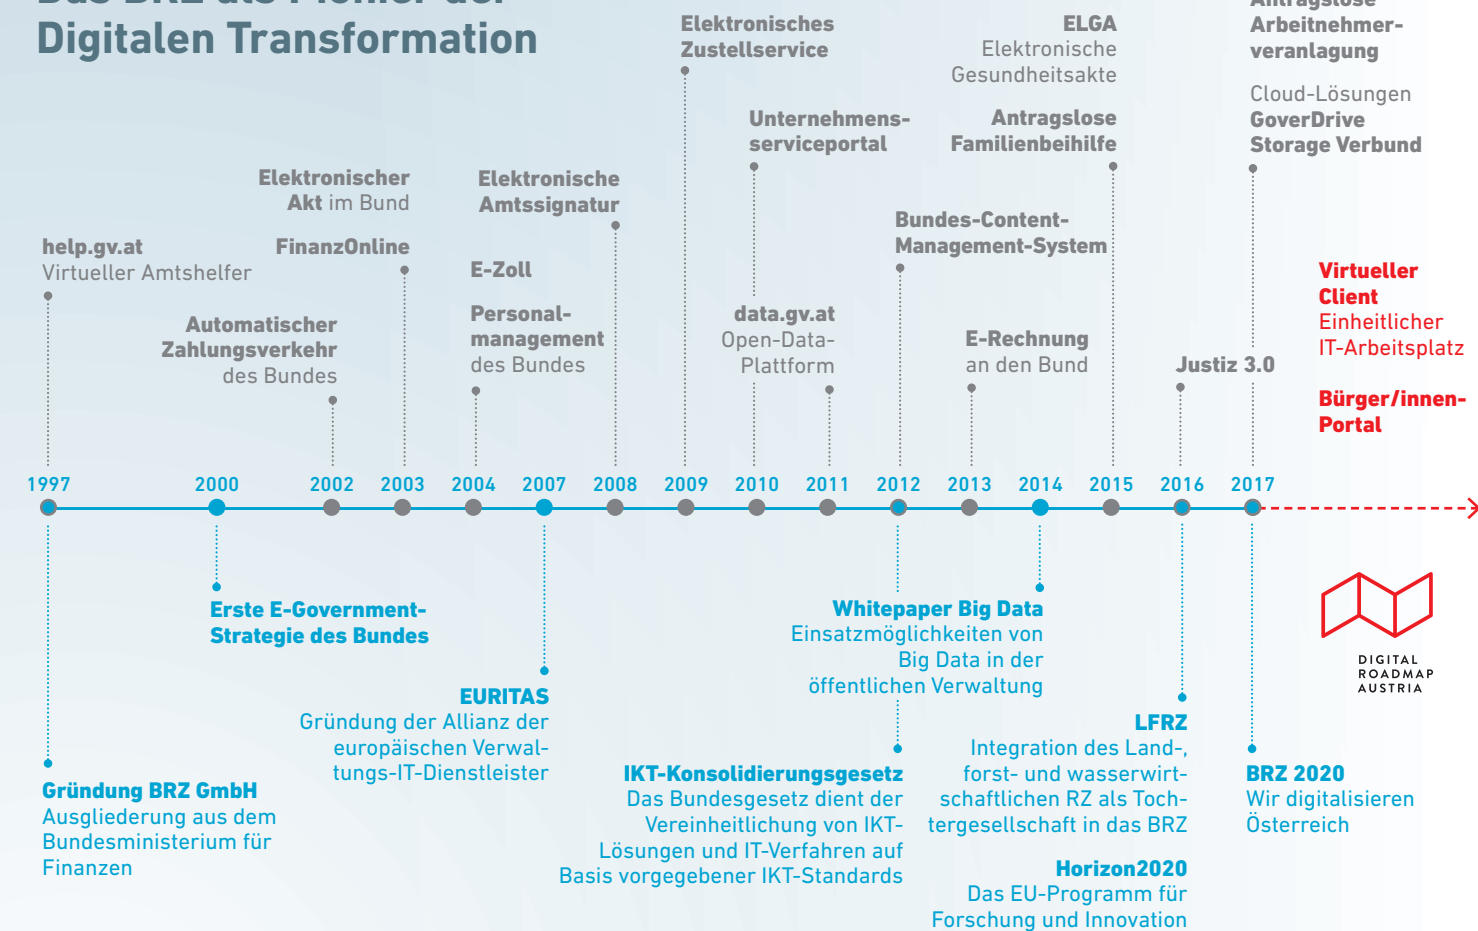 Das BRZ als Pionier der
Digitalen Transformation
help.gv.at
Virtueller Amtshelfer
Automatischer
Zahlungsverkehr
des Bundes
Elektronischer
Akt im Bund
FinanzOnline
E-Zoll
Personal-
management
des Bundes
Elektronische
Amtssignatur
Elektronisches
Zustellservice
Unternehmens-
serviceportal
data.gv.at
Open-Data-
Plattform
Bundes-Content-
Management-System
E-Rechnung
an den Bund
ELGA
Elektronische
Gesundheitsakte
Antragslose
Familienbeihilfe
Justiz 3.0
Antragslose
Arbeitnehmer-
veranlagung
Cloud-Lösungen
GoverDrive
Storage Verbund
Virtueller
Client
Einheitlicher
IT-Arbeitsplatz
Bürger/innen-
Portal
1997
2000
2002
2003
2004
2007
2008
2009
2010
2011
2012
2013
2014
2015
2016
2017
Gründung BRZ GmbH
Ausgliederung aus dem
Bundesministerium für
Finanzen
Erste E-Government-
Strategie des Bundes
EURITAS
Gründung der Allianz der
europäischen Verwal-
tungs-IT-Dienstleister
IKT-Konsolidierungsgesetz
Das Bundesgesetz dient der
Vereinheitlichung von IKT-
Lösungen und IT-Verfahren auf
Basis vorgegebener IKT-Standards
Whitepaper Big Data
Einsatzmöglichkeiten von
Big Data in der
öffentlichen Verwaltung
LFRZ
Integration des Land-,
forst- und wasserwirt-
schaftlichen RZ als Toch-
tergesellschaft in das BRZ
Horizon2020
Das EU-Programm für
Forschung und Innovation
BRZ 2020
Wir digitalisieren
Österreich
DIGITAL
ROADMAP
AUSTRIA